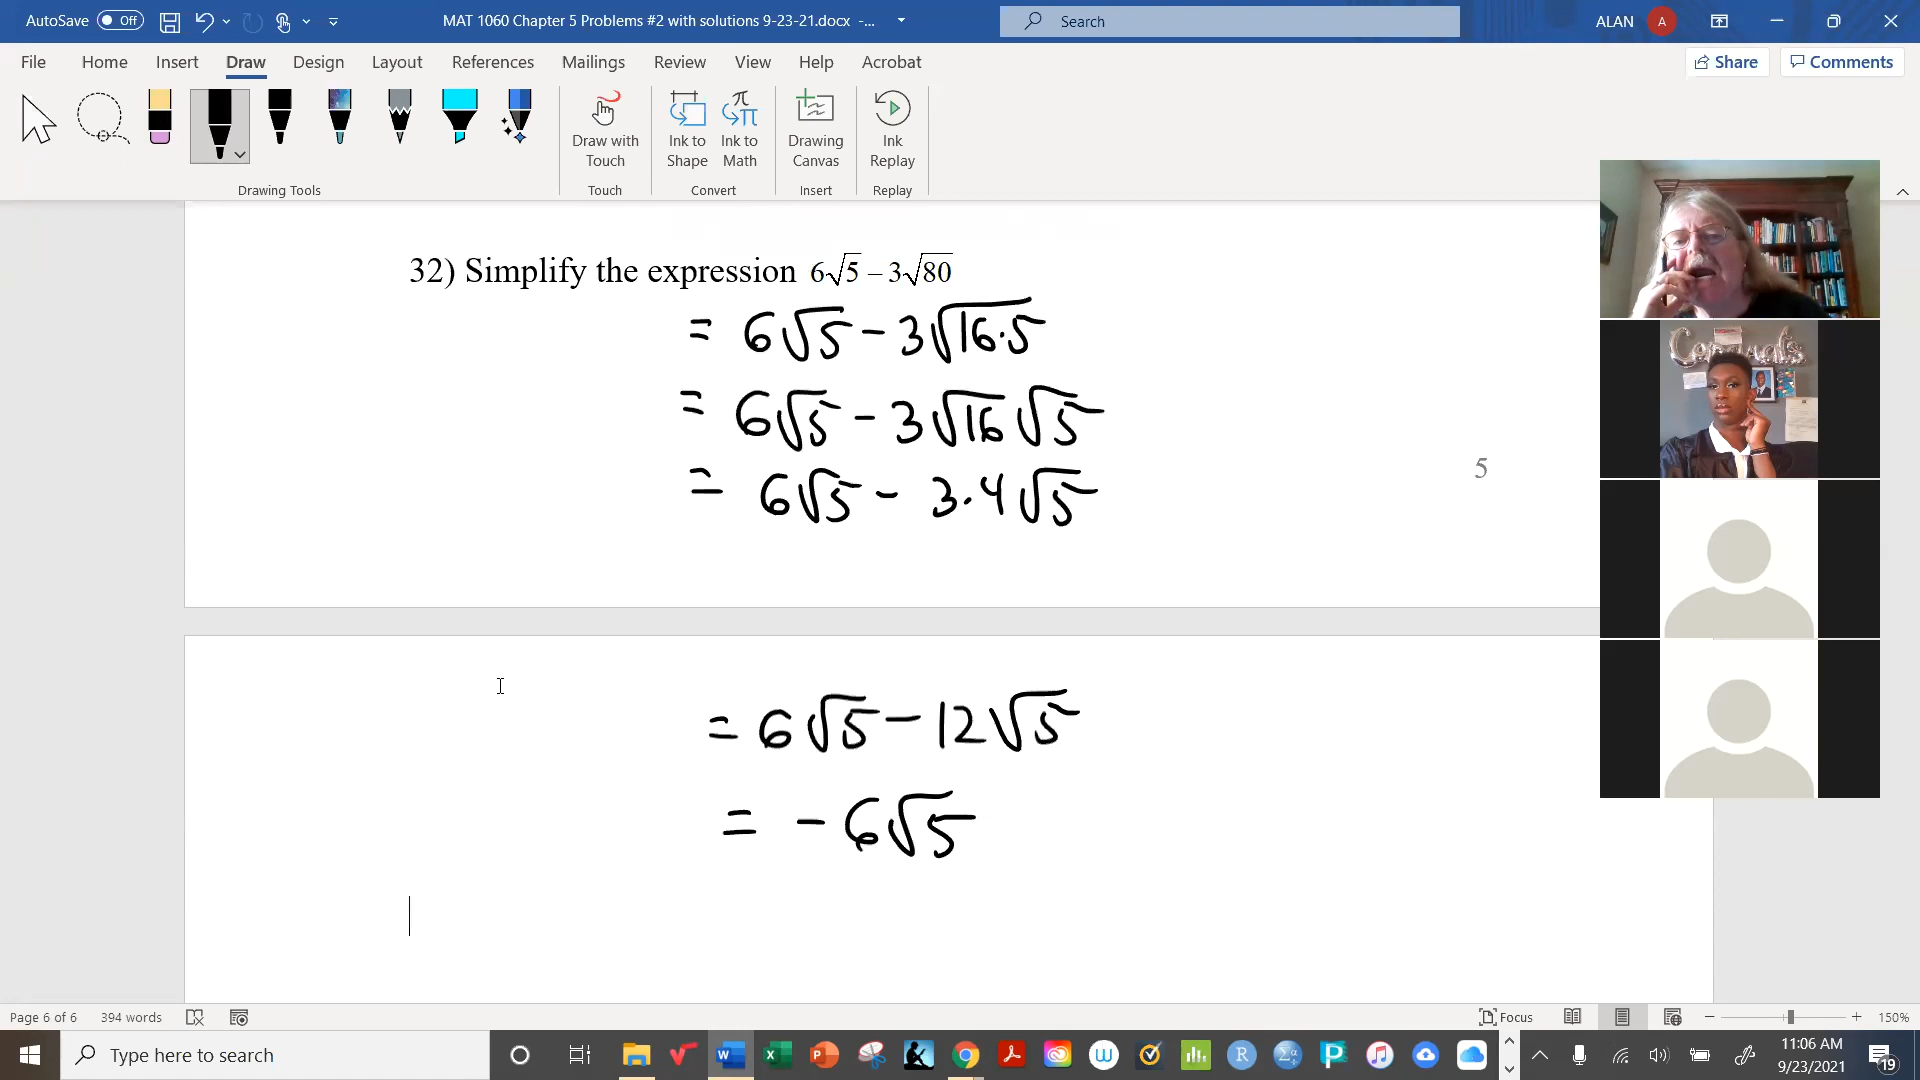 AutoSave Off MAT 1060 Chapter 5 Problems #2 with solutions 9-23-21.docx -... Search ALAN A
File Home Insert Draw Design Layout References Mailings Review View Help Acrobat Share Comments
Draw with Touch
Ink to Shape
Ink to Math
Drawing Canvas
Ink Replay
Drawing Tools Touch Convert Insert Replay
32) Simplify the expression 6√5 – 3√80
= 6√5 - 3√16·5
= 6√5 - 3√16 √5
= 6√5 - 3·4√5
5
= 6√5 - 12√5
= - 6√5
Page 6 of 6 394 words Focus 150%
Type here to search
11:06 AM
9/23/2021
19